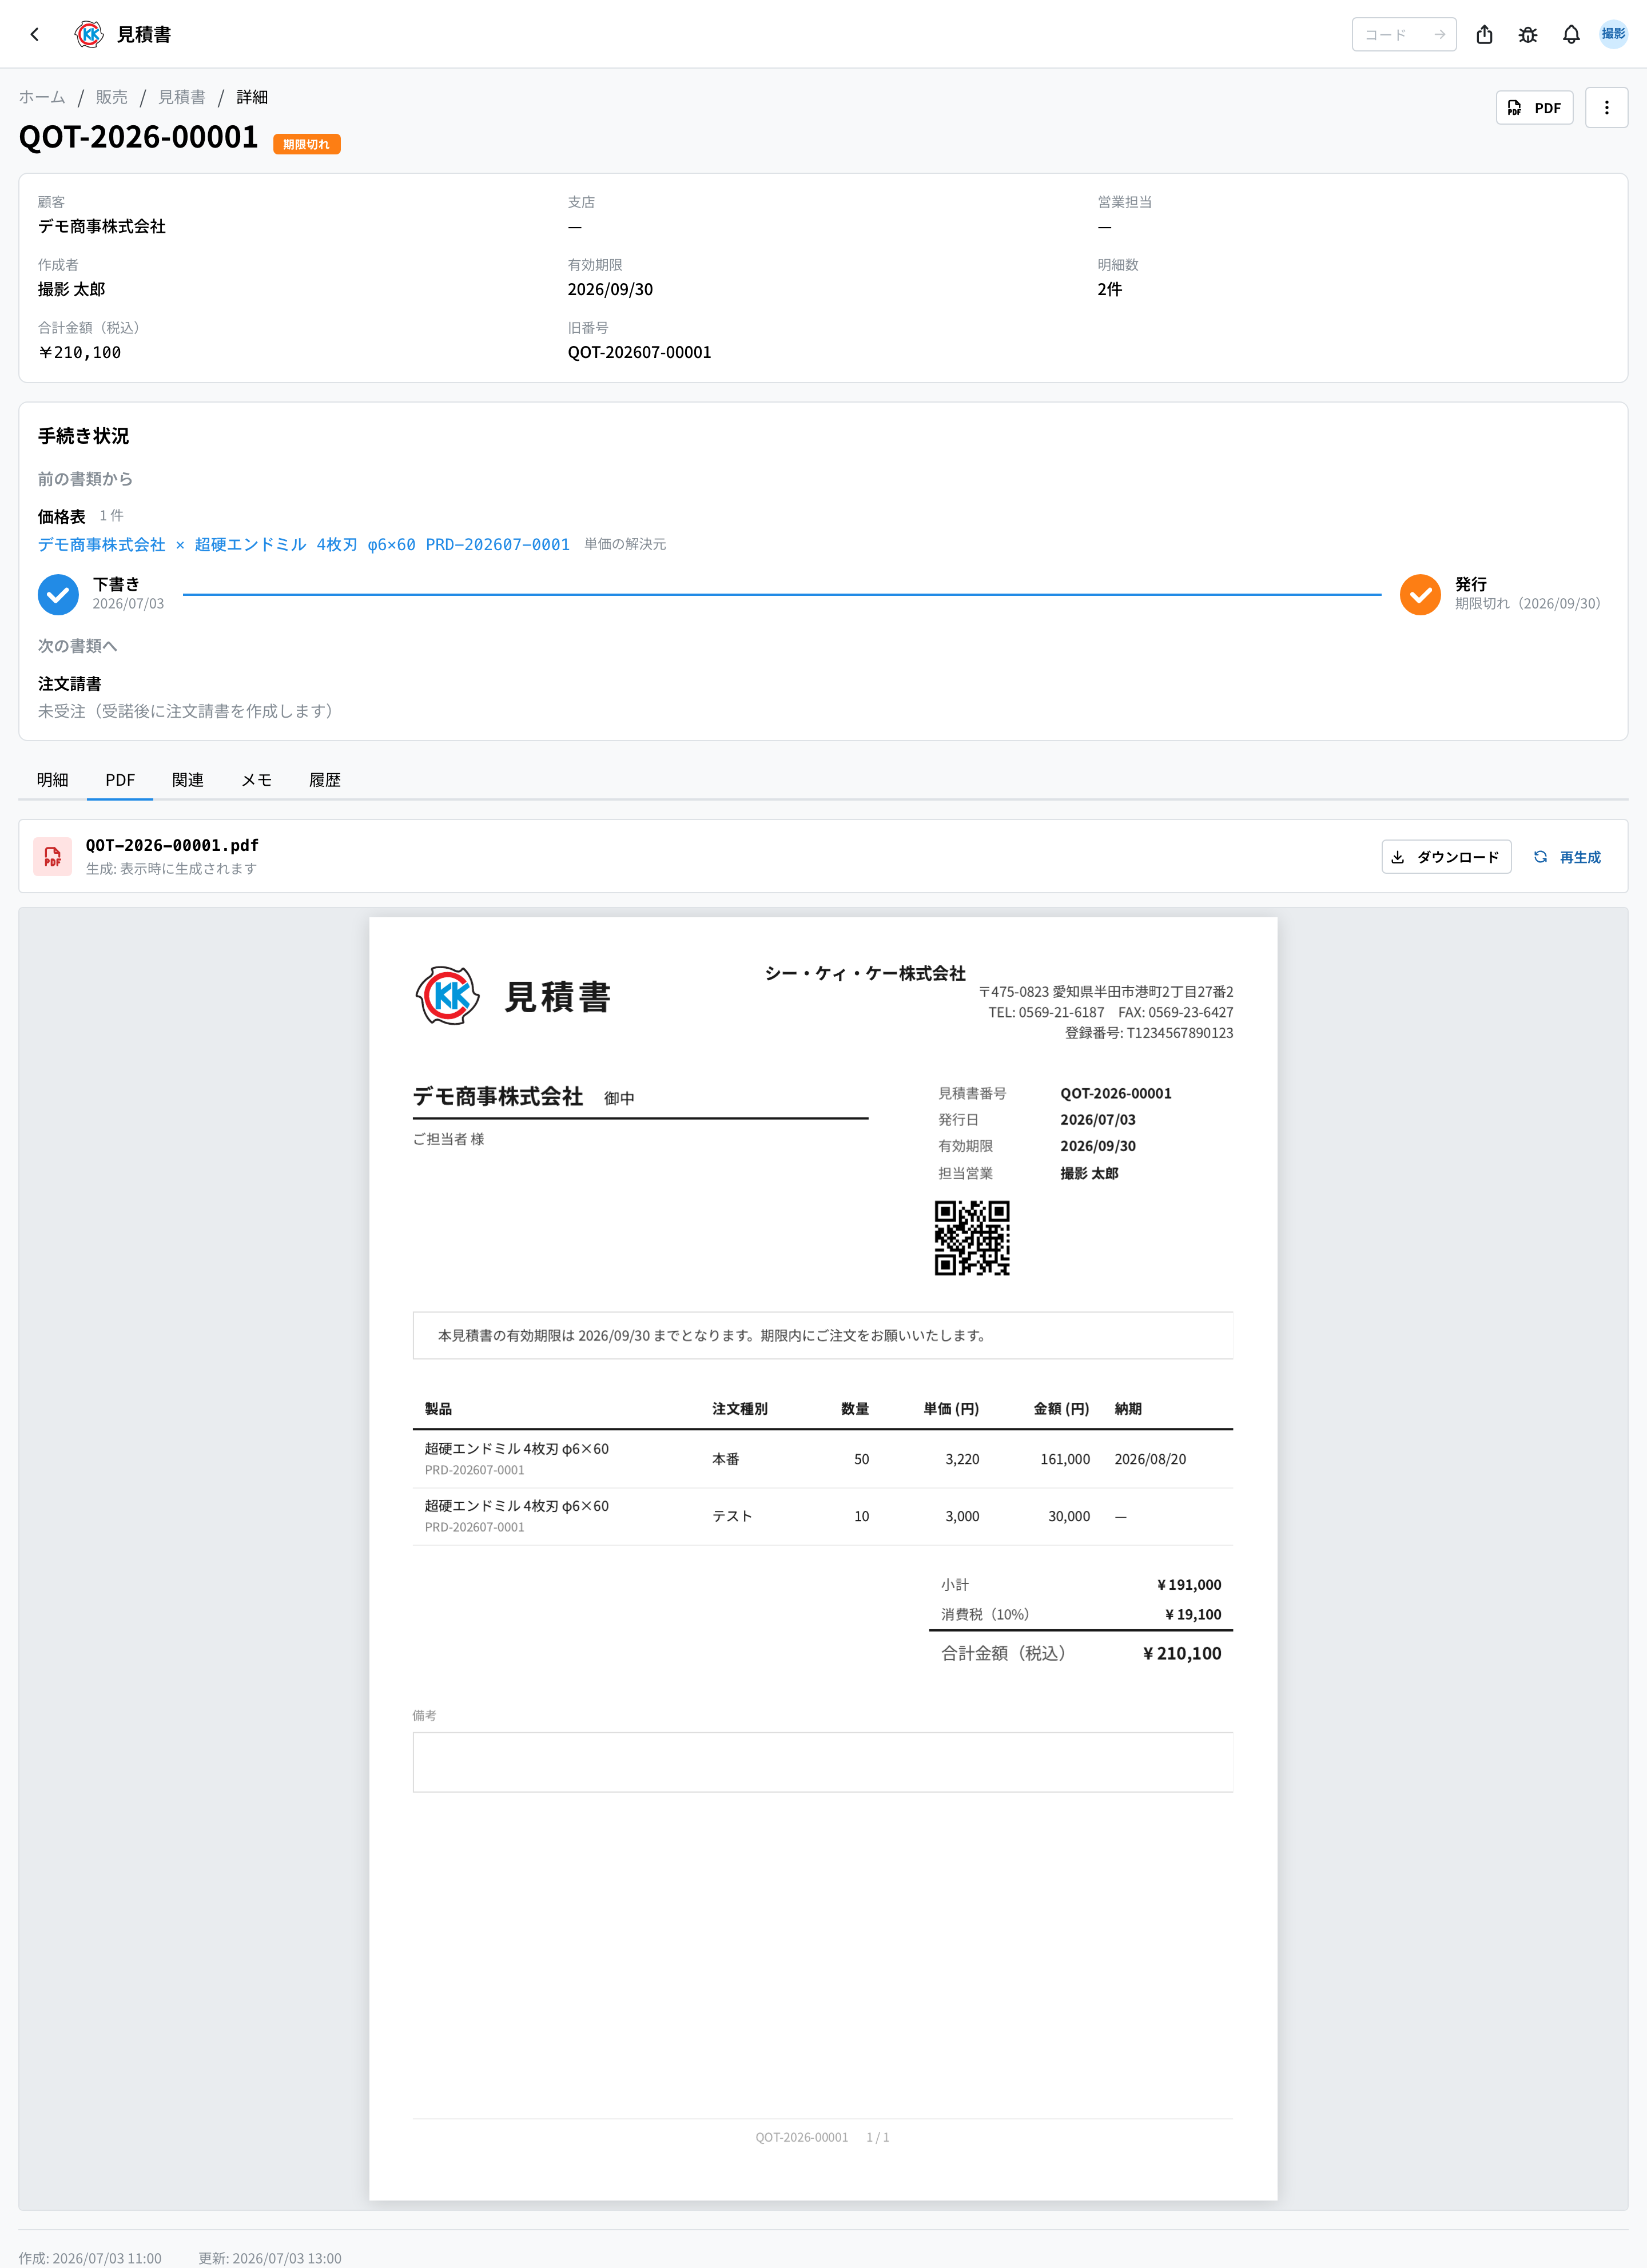 KK 見積書 コード 撮影
ホーム / 販売 / 見積書 / 詳細
PDF PDF
QOT-2026-00001 期限切れ
顧客 支店 営業担当
デモ商事株式会社 — —
作成者 有効期限 明細数
撮影 太郎 2026/09/30 2件
合計金額（税込） 旧番号
¥210,100 QOT-202607-00001
手続き状況
前の書類から
価格表 1 件
デモ商事株式会社 × 超硬エンドミル 4枚刃 φ6×60 PRD-202607-0001 単価の解決元
下書き 発行
2026/07/03 期限切れ（2026/09/30）
次の書類へ
注文請書
未受注（受諾後に注文請書を作成します）
明細 PDF 関連 メモ 履歴
PDF QOT-2026-00001.pdf
生成: 表示時に生成されます
ダウンロード 再生成
CKK 見積書
シー・ケィ・ケー株式会社
〒475-0823 愛知県半田市港町2丁目27番2
TEL: 0569-21-6187 FAX: 0569-23-6427
登録番号: T1234567890123
デモ商事株式会社 御中
ご担当者 様
見積書番号 QOT-2026-00001
発行日 2026/07/03
有効期限 2026/09/30
担当営業 撮影 太郎
本見積書の有効期限は 2026/09/30 までとなります。期限内にご注文をお願いいたします。
製品 注文種別 数量 単価 (円) 金額 (円) 納期
超硬エンドミル 4枚刃 φ6×60 本番 50 3,220 161,000 2026/08/20
PRD-202607-0001
超硬エンドミル 4枚刃 φ6×60 テスト 10 3,000 30,000 —
PRD-202607-0001
小計 ¥ 191,000
消費税（10%） ¥ 19,100
合計金額（税込） ¥ 210,100
備考
QOT-2026-00001 1 / 1
作成: 2026/07/03 11:00 更新: 2026/07/03 13:00